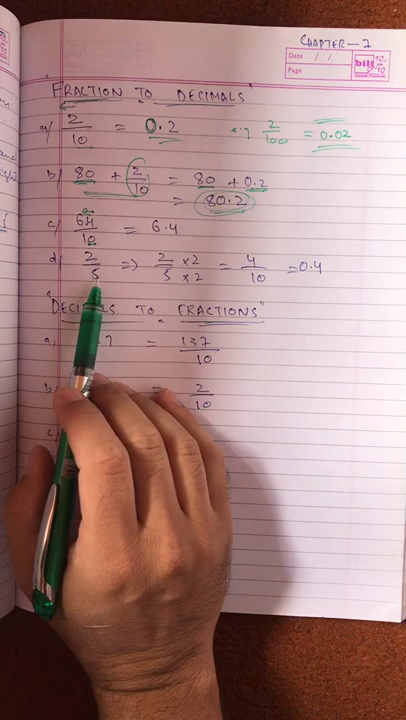 CHAPTER-7
Date / /
Page
bilt
FRACTION TO DECIMALS"
a) 2/10 = 0.2 2/100 = 0.02
b) 80 + 2/10 = 80 + 0.2
= 80.2
c) 64/10 = 6.4
d) 2/5 => 2/5 ×2 ×2 = 4/10 = 0.4
"DECIMALS TO FRACTIONS"
a, 7 = 137/10
b = 2/10
c)